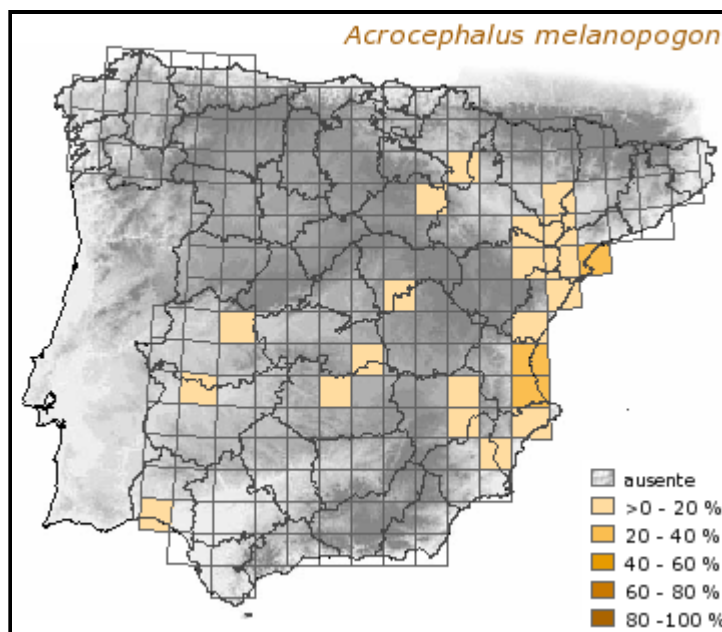 Acrocephalus melanopogon
ausente
>0 - 20 %
20 - 40 %
40 - 60 %
60 - 80 %
80 -100 %